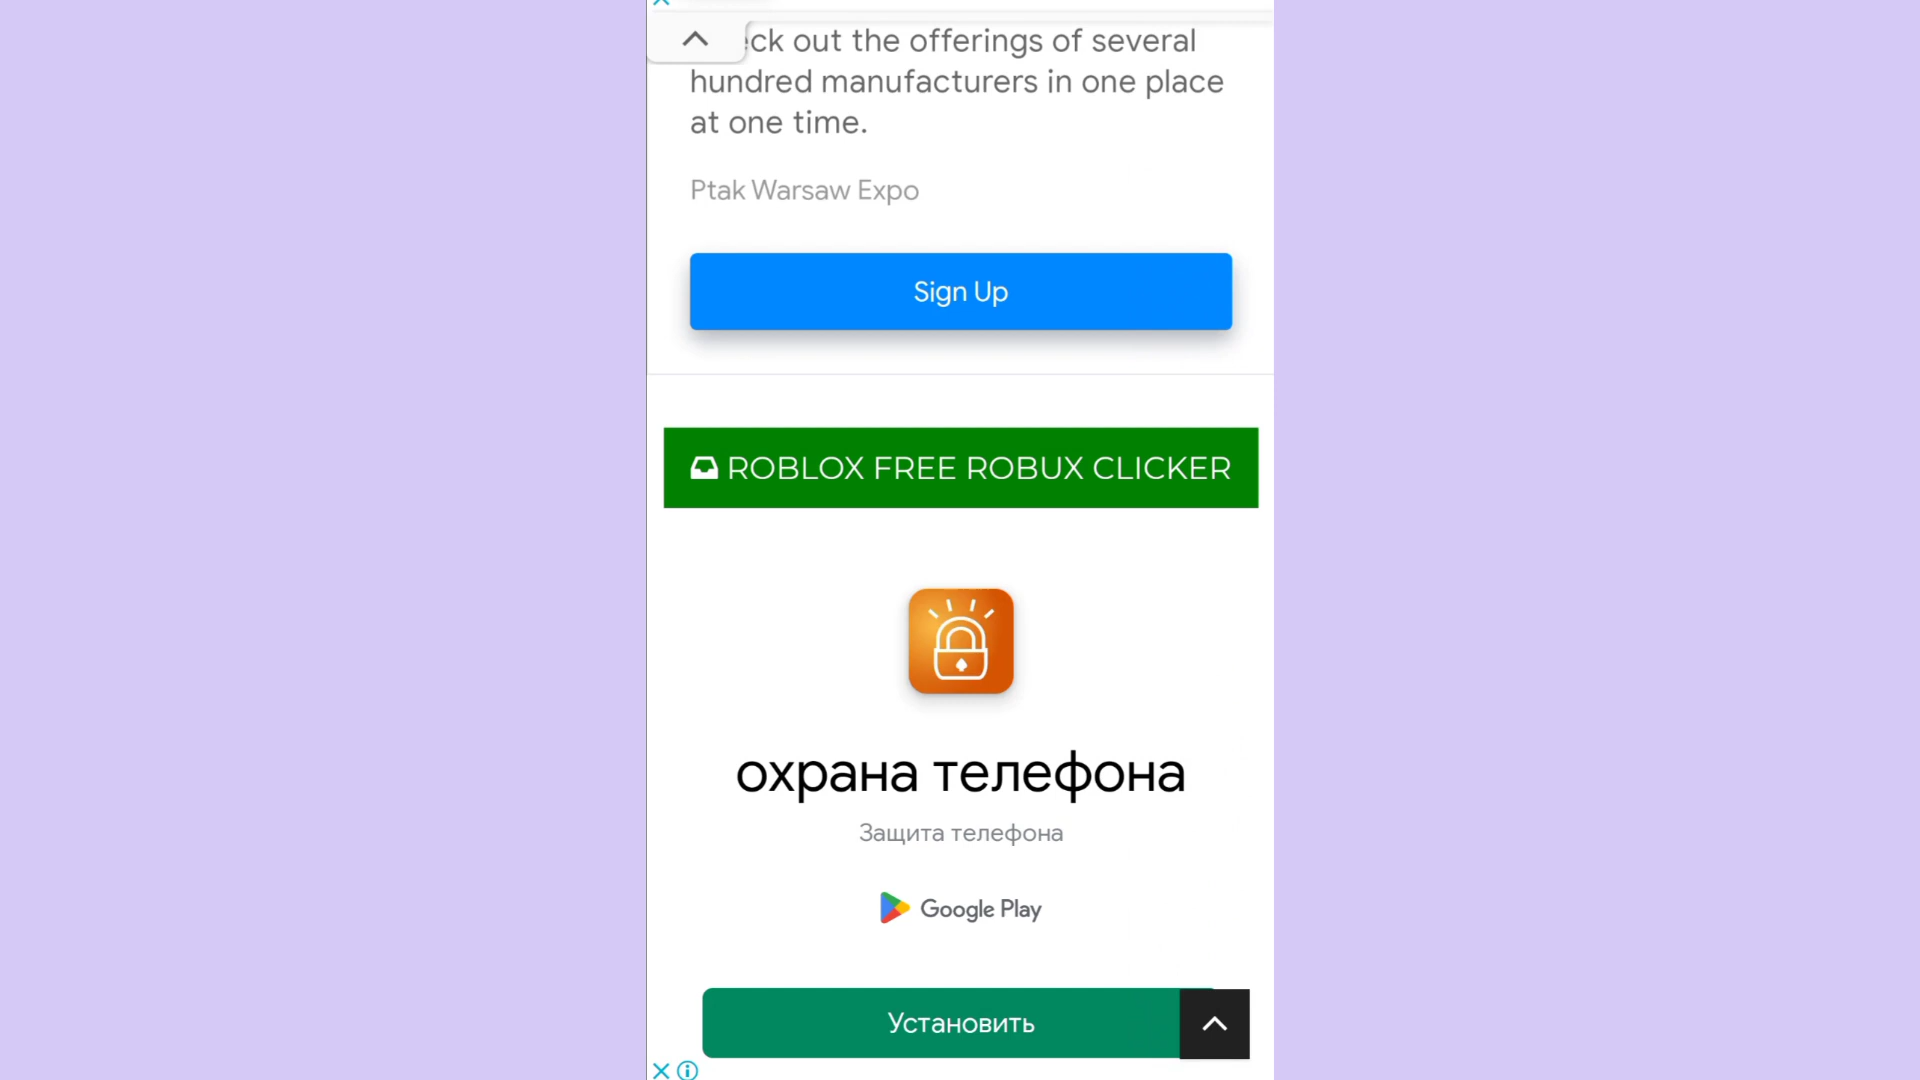 ck out the offerings of several
hundred manufacturers in one place
at one time.
Ptak Warsaw Expo
Sign Up
ROBLOX FREE ROBUX CLICKER
охрана телефона
Защита телефона
Google Play
Установить